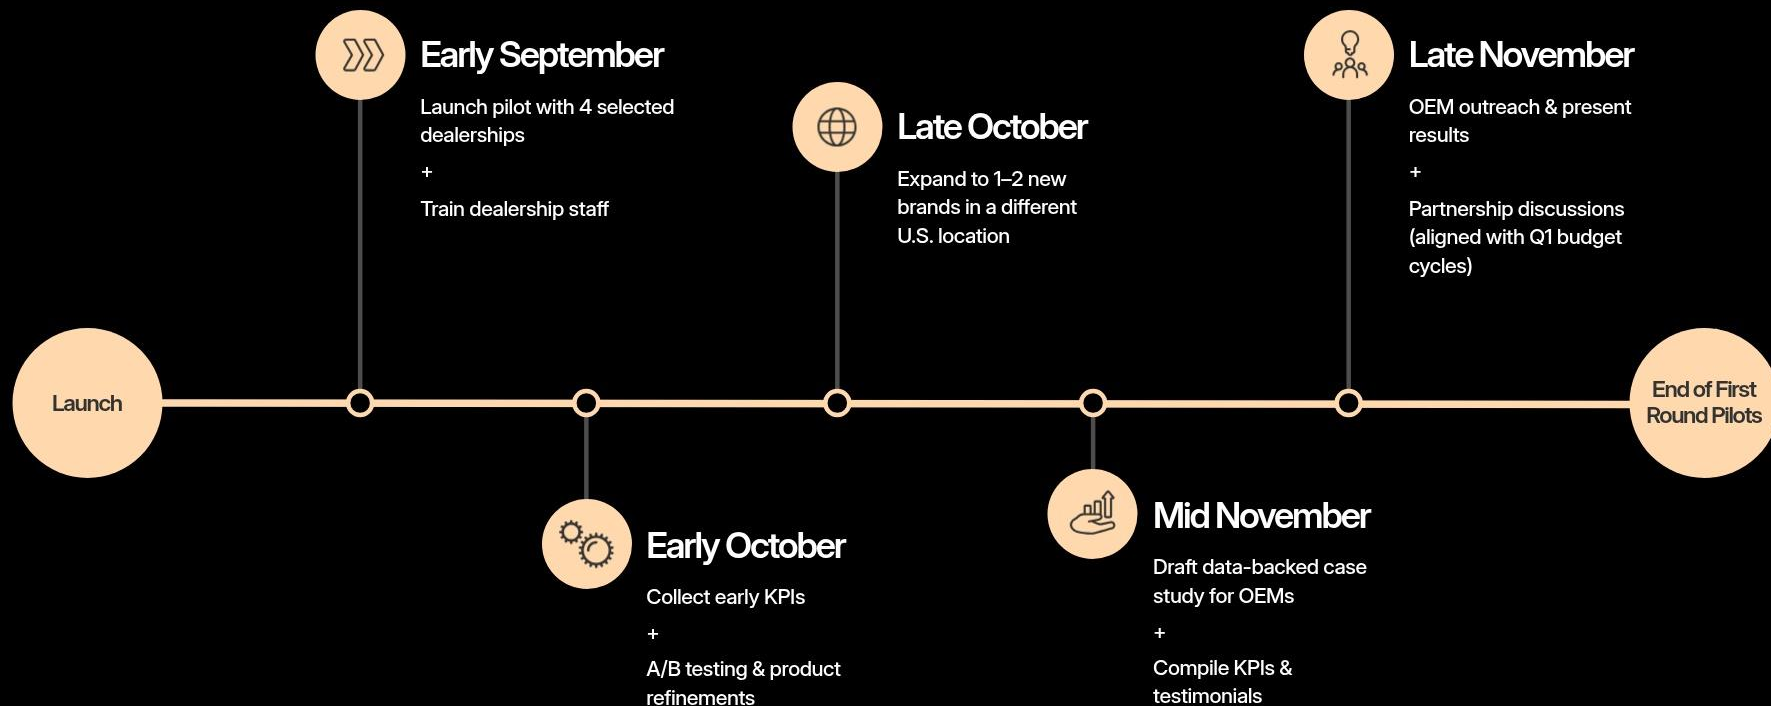 Launch
Early September
Launch pilot with 4 selected
dealerships
+
Train dealership staff
Early October
Collect early KPIs
+
A/B testing & product
refinements
Late October
Expand to 1–2 new
brands in a different
U.S. location
Mid November
Draft data-backed case
study for OEMs
+
Compile KPIs &
testimonials
Late November
OEM outreach & present
results
+
Partnership discussions
(aligned with Q1 budget
cycles)
End of First
Round Pilots